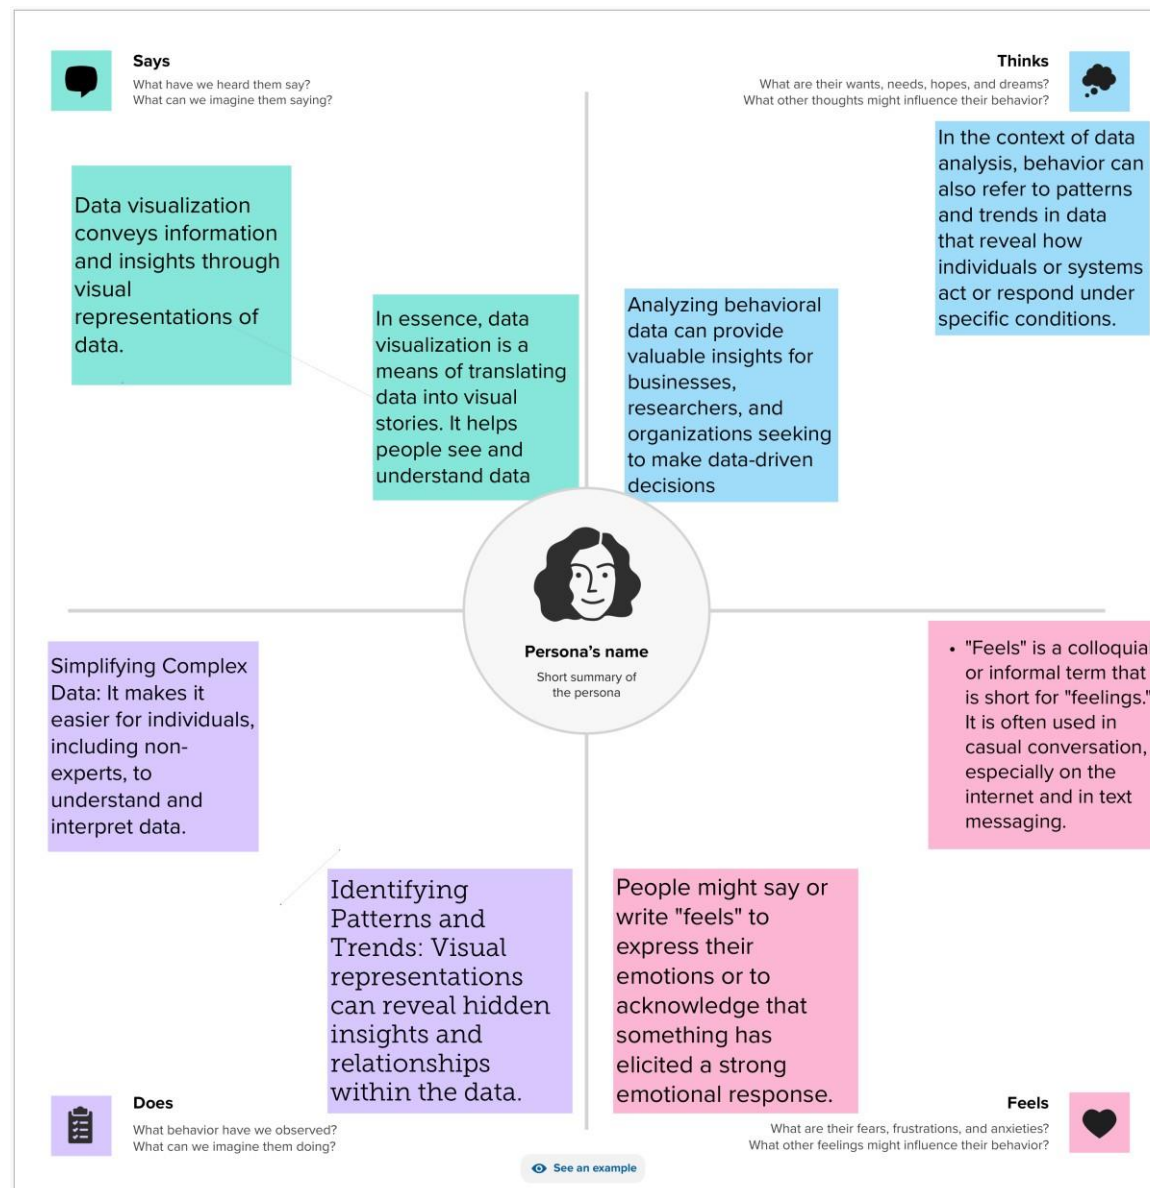 Says
What have we heard them say?
What can we imagine them saying?
Thinks
What are their wants, needs, hopes, and dreams?
What other thoughts might influence their behavior?
Data visualization
conveys information
and insights through
visual
representations of
data.
In essence, data
visualization is a
means of translating
data into visual
stories. It helps
people see and
understand data
Analyzing behavioral
data can provide
valuable insights for
businesses,
researchers, and
organizations seeking
to make data-driven
decisions
In the context of data
analysis, behavior can
also refer to patterns
and trends in data
that reveal how
individuals or systems
act or respond under
specific conditions.
Persona's name
Short summary of
the persona
Simplifying Complex
Data: It makes it
easier for individuals,
including non-
experts, to
understand and
interpret data.
Identifying
Patterns and
Trends: Visual
representations
can reveal hidden
insights and
relationships
within the data.
People might say or
write "feels" to
express their
emotions or to
acknowledge that
something has
elicited a strong
emotional response.
• "Feels" is a colloquial
or informal term that
is short for "feelings."
It is often used in
casual conversation,
especially on the
internet and in text
messaging.
Does
What behavior have we observed?
What can we imagine them doing?
Feels
What are their fears, frustrations, and anxieties?
What other feelings might influence their behavior?
See an example